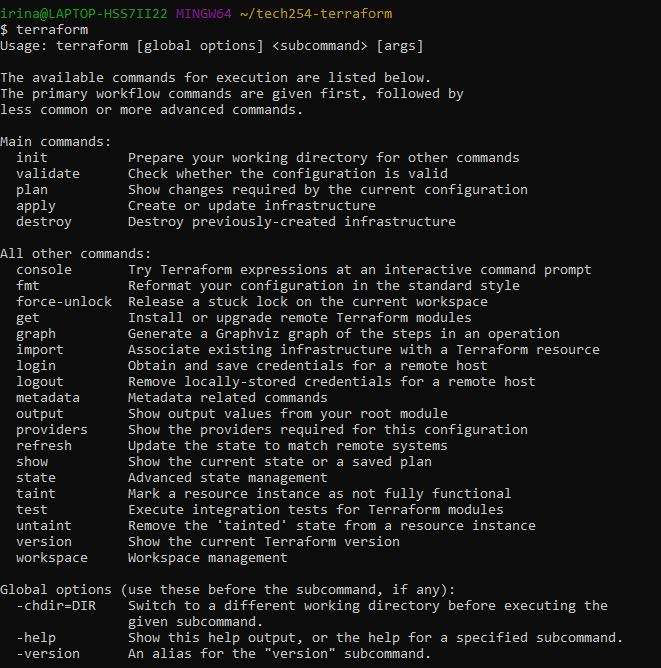 irina@LAPTOP-HSS7II22 MINGW64 ~/tech254-terraform
$ terraform
Usage: terraform [global options] <subcommand> [args]

The available commands for execution are listed below.
The primary workflow commands are given first, followed by
less common or more advanced commands.

Main commands:
  init          Prepare your working directory for other commands
  validate      Check whether the configuration is valid
  plan          Show changes required by the current configuration
  apply         Create or update infrastructure
  destroy       Destroy previously-created infrastructure

All other commands:
  console       Try Terraform expressions at an interactive command prompt
  fmt           Reformat your configuration in the standard style
  force-unlock  Release a stuck lock on the current workspace
  get           Install or upgrade remote Terraform modules
  graph         Generate a Graphviz graph of the steps in an operation
  import        Associate existing infrastructure with a Terraform resource
  login         Obtain and save credentials for a remote host
  logout        Remove locally-stored credentials for a remote host
  metadata      Metadata related commands
  output        Show output values from your root module
  providers     Show the providers required for this configuration
  refresh       Update the state to match remote systems
  show          Show the current state or a saved plan
  state         Advanced state management
  taint         Mark a resource instance as not fully functional
  test          Execute integration tests for Terraform modules
  untaint       Remove the 'tainted' state from a resource instance
  version       Show the current Terraform version
  workspace     Workspace management

Global options (use these before the subcommand, if any):
  -chdir=DIR    Switch to a different working directory before executing the
                given subcommand.
  -help         Show this help output, or the help for a specified subcommand.
  -version      An alias for the "version" subcommand.